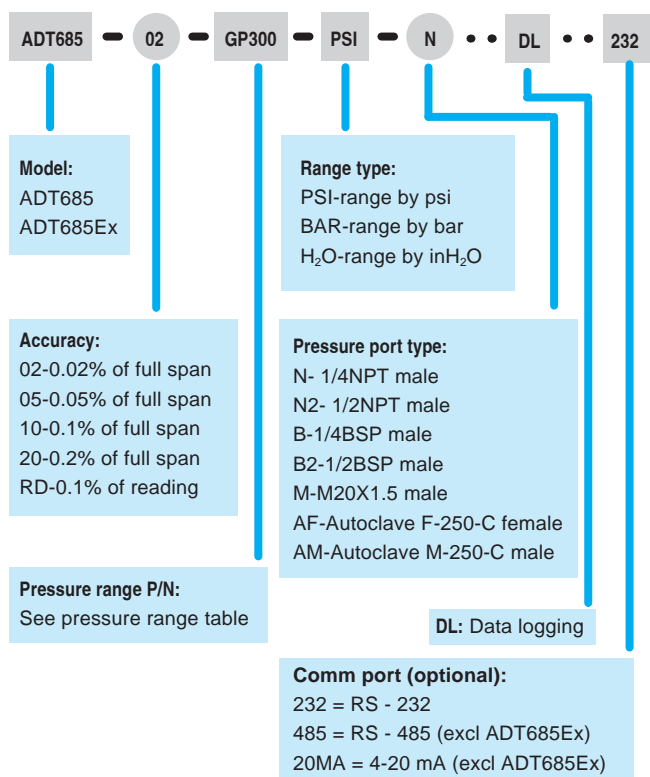 ADT685 - 02 - GP300 - PSI - N • • DL • • 232
Model:
ADT685
ADT685Ex
Range type:
PSI-range by psi
BAR-range by bar
H₂O-range by inH₂O
Accuracy:
02-0.02% of full span
05-0.05% of full span
10-0.1% of full span
20-0.2% of full span
RD-0.1% of reading
Pressure port type:
N- 1/4NPT male
N2- 1/2NPT male
B-1/4BSP male
B2-1/2BSP male
M-M20X1.5 male
AF-Autoclave F-250-C female
AM-Autoclave M-250-C male
Pressure range P/N:
See pressure range table
DL: Data logging
Comm port (optional):
232 = RS - 232
485 = RS - 485 (excl ADT685Ex)
20MA = 4-20 mA (excl ADT685Ex)